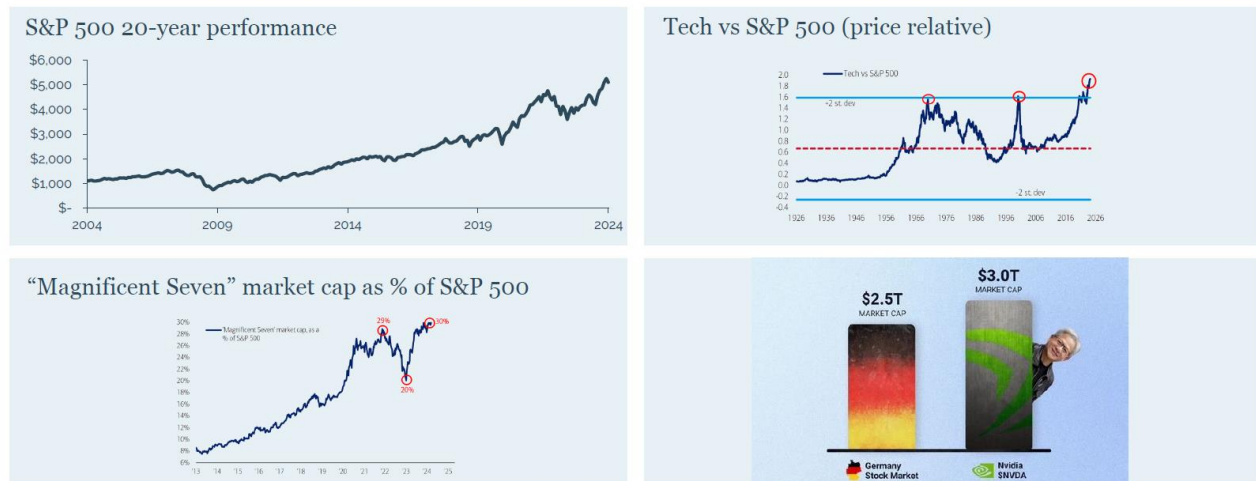 S&P 500 20-year performance
$6,000
$5,000
$4,000
$3,000
$2,000
$1,000
$-
2004 2009 2014 2019 2024
Tech vs S&P 500 (price relative)
Tech vs S&P 500
2.0
1.8
1.6
1.4
1.2
1.0
0.8
0.6
0.4
0.2
0.0
-0.2
-0.4
-2 st. dev
-2 st. dev
1926 1936 1946 1956 1966 1976 1986 1996 2006 2016 2026
“Magnificent Seven” market cap as % of S&P 500
'Magnificent Seven' market cap, as a
% of S&P 500
30%
28%
26%
24%
22%
20%
18%
16%
14%
12%
10%
8%
6%
29%
30%
20%
'13 '14 '15 '16 '17 '18 '19 '20 '21 '22 '23 '24 '25
$2.5T
MARKET CAP
$3.0T
MARKET CAP
Germany
Stock Market
Nvidia
$NVDA